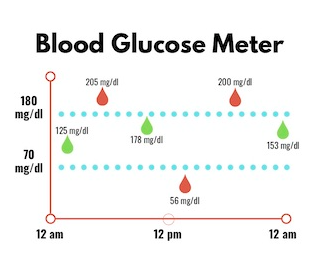 Blood Glucose Meter
205 mg/dl
200 mg/dl
180
mg/dl
125 mg/dl
178 mg/dl
153 mg/dl
70
mg/dl
56 mg/dl
12 am
12 pm
12 am